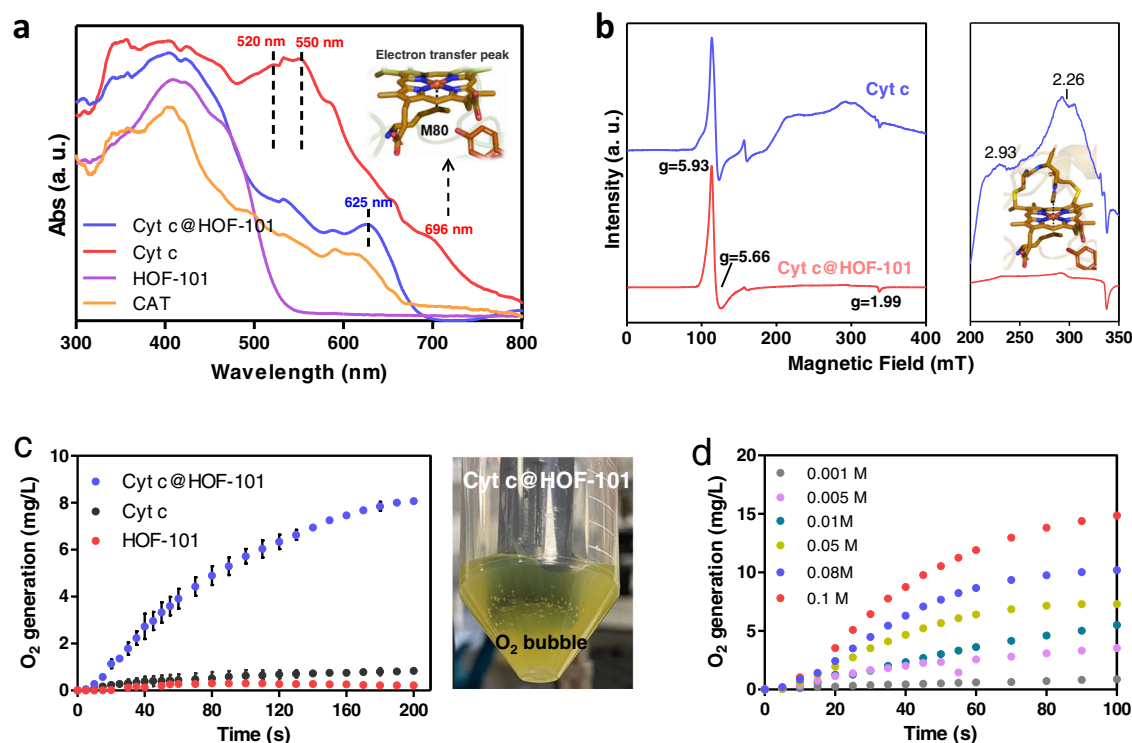 a
520 nm
550 nm
Electron transfer peak
M80
625 nm
696 nm
Cyt c@HOF-101
Cyt c
HOF-101
CAT
Abs (a. u.)
300 400 500 600 700 800
Wavelength (nm)
b
Cyt c
g=5.93
g=5.66
Cyt c@HOF-101
g=1.99
Intensity (a. u.)
0 100 200 300 400
2.26
2.93
200 250 300 350
Magnetic Field (mT)
c
10
8
6
4
2
0
O2 generation (mg/L)
Cyt c@HOF-101
Cyt c
HOF-101
0 40 80 120 160 200
Time (s)
Cyt c@HOF-101
O2 bubble
d
20
15
10
5
0
O2 generation (mg/L)
0.001 M
0.005 M
0.01M
0.05 M
0.08M
0.1 M
0 20 40 60 80 100
Time (s)